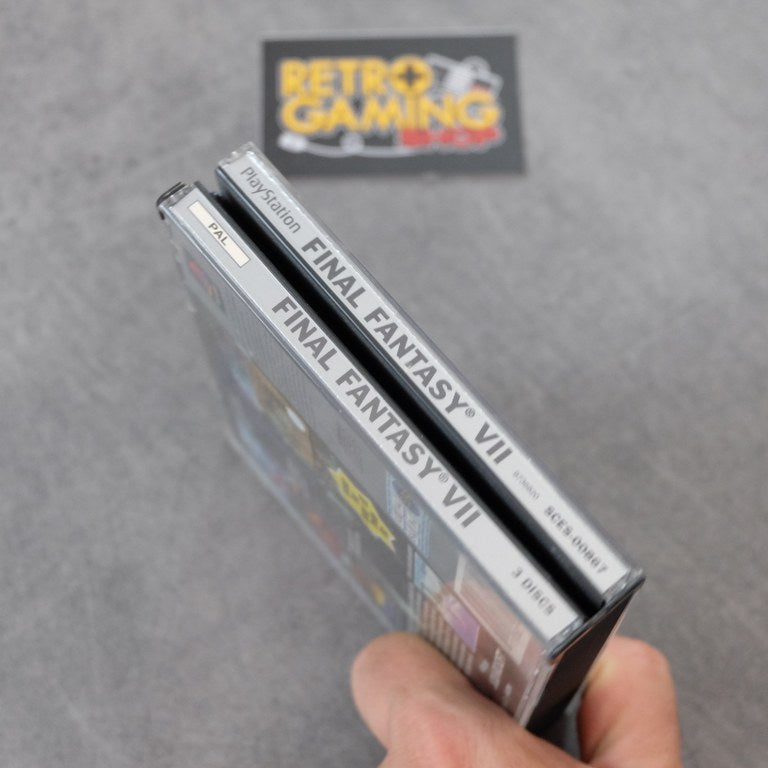 RETRO
GAMING
SHOP
PlayStation
FINAL FANTASY® VII
SCES-00867
PAL
FINAL FANTASY® VII
3 DISCS